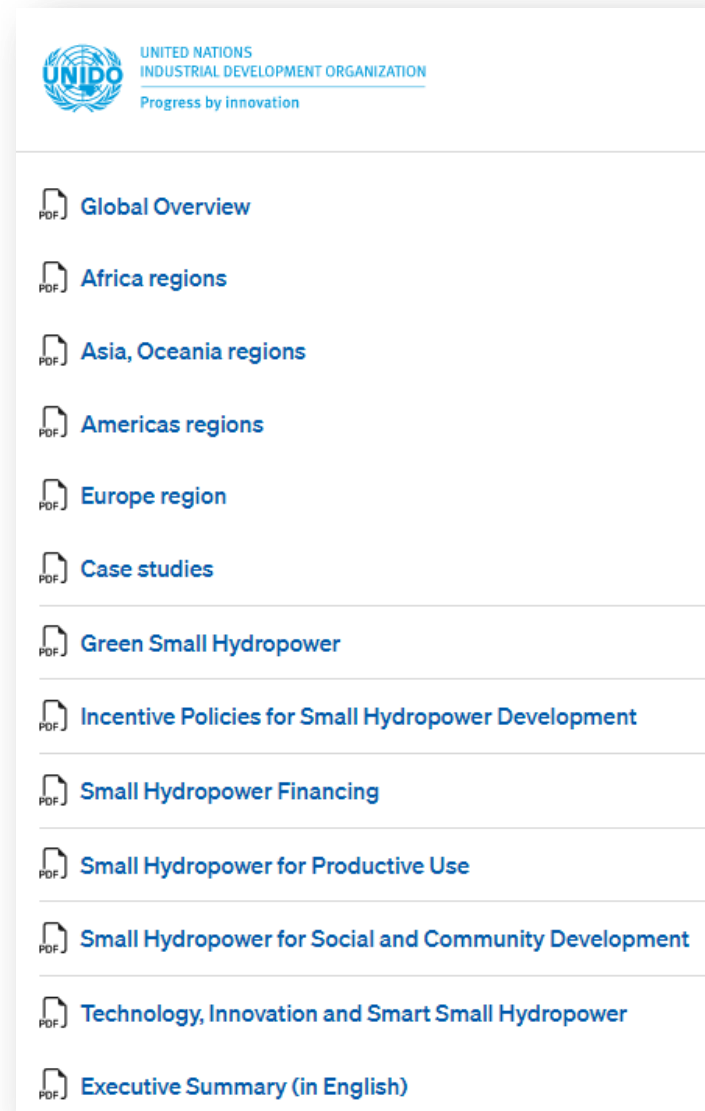 UNIDO
UNITED NATIONS
INDUSTRIAL DEVELOPMENT ORGANIZATION
Progress by innovation
PDF Global Overview
PDF Africa regions
PDF Asia, Oceania regions
PDF Americas regions
PDF Europe region
PDF Case studies
PDF Green Small Hydropower
PDF Incentive Policies for Small Hydropower Development
PDF Small Hydropower Financing
PDF Small Hydropower for Productive Use
PDF Small Hydropower for Social and Community Development
PDF Technology, Innovation and Smart Small Hydropower
PDF Executive Summary (in English)